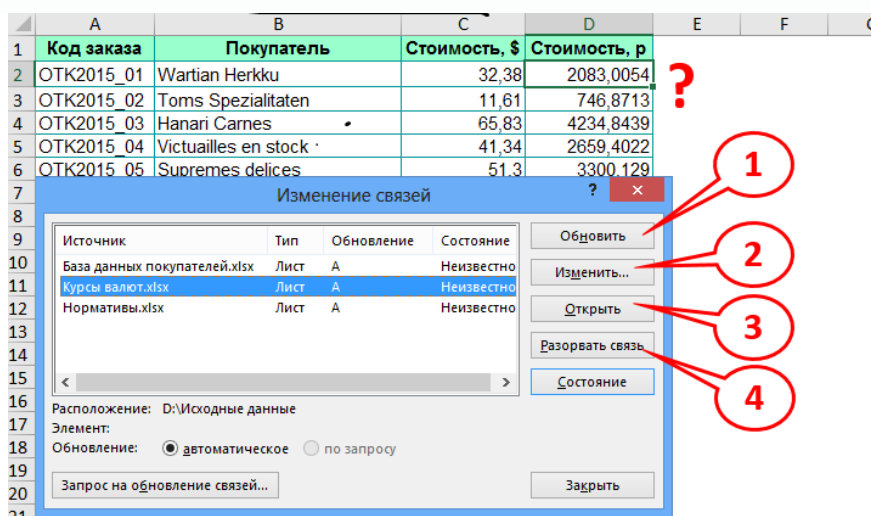 A B C D E F
1 Код заказа Покупатель Стоимость, $ Стоимость, р
2 OTK2015_01 Wartian Herkku 32,38 2083,0054 ?
3 OTK2015_02 Toms Spezialitaten 11,61 746,8713
4 OTK2015_03 Hanari Carnes 65,83 4234,8439
5 OTK2015_04 Victuailles en stock 41,34 2659,4022
6 OTK2015_05 Supremes delices 51,3 3300,129
7
8
9
10
11
12
13
14
15
16
17
18
19
20
21
Изменение связей ?
Источник Тип Обновление Состояние
База данных покупателей.xlsx Лист А Неизвестно
Курсы валют.xlsx Лист А Неизвестно
Нормативы.xlsx Лист А Неизвестно
Обновить
Изменить...
Открыть
Разорвать связь
Состояние
1
2
3
4
Расположение: D:\Исходные данные
Элемент:
Обновление: автоматическое по запросу
Запрос на обновление связей... Закрыть